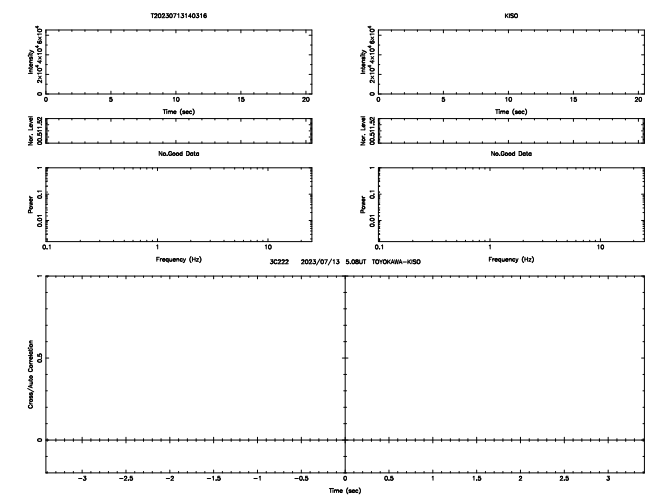 T20230713140316
Intensity
0 2×10⁴ 4×10⁴ 6×10⁴
0 5 10 15 20
Time (sec)
Nor. Level
00.511.52
No.Good Data
Power
0.01 0.1 1
0.1 1 10
Frequency (Hz)
KISO
Intensity
0 2×10⁴ 4×10⁴ 6×10⁴
0 5 10 15 20
Time (sec)
Nor. Level
00.511.52
No.Good Data
Power
0.01 0.1 1
0.1 1 10
Frequency (Hz)
3C222 2023/07/13 5.08UT TOYOKAWA-KISO
Cross/Auto Correlation
0 0.5 1
-3 -2.5 -2 -1.5 -1 -0.5 0 0.5 1 1.5 2 2.5 3
Time (sec)